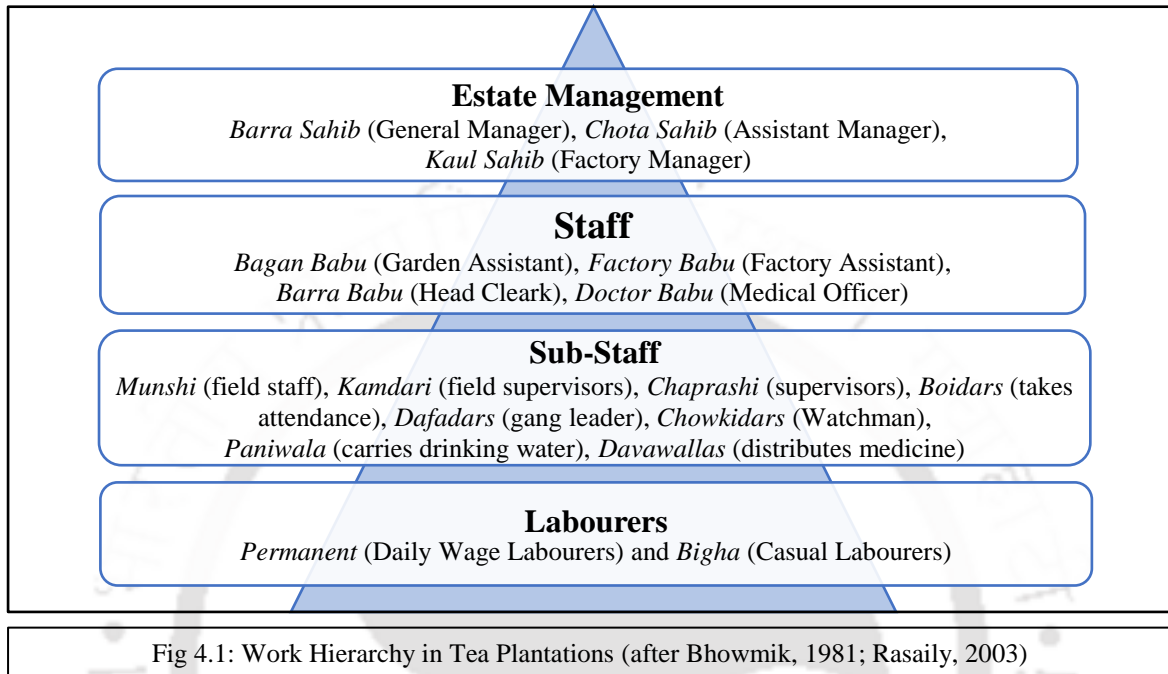 Estate Management
Barra Sahib (General Manager), Chota Sahib (Assistant Manager),
Kaul Sahib (Factory Manager)
Staff
Bagan Babu (Garden Assistant), Factory Babu (Factory Assistant),
Barra Babu (Head Cleark), Doctor Babu (Medical Officer)
Sub-Staff
Munshi (field staff), Kamdari (field supervisors), Chaprashi (supervisors), Boidars (takes
attendance), Dafadars (gang leader), Chowkidars (Watchman),
Paniwala (carries drinking water), Davawallas (distributes medicine)
Labourers
Permanent (Daily Wage Labourers) and Bigha (Casual Labourers)
Fig 4.1: Work Hierarchy in Tea Plantations (after Bhowmik, 1981; Rasaily, 2003)